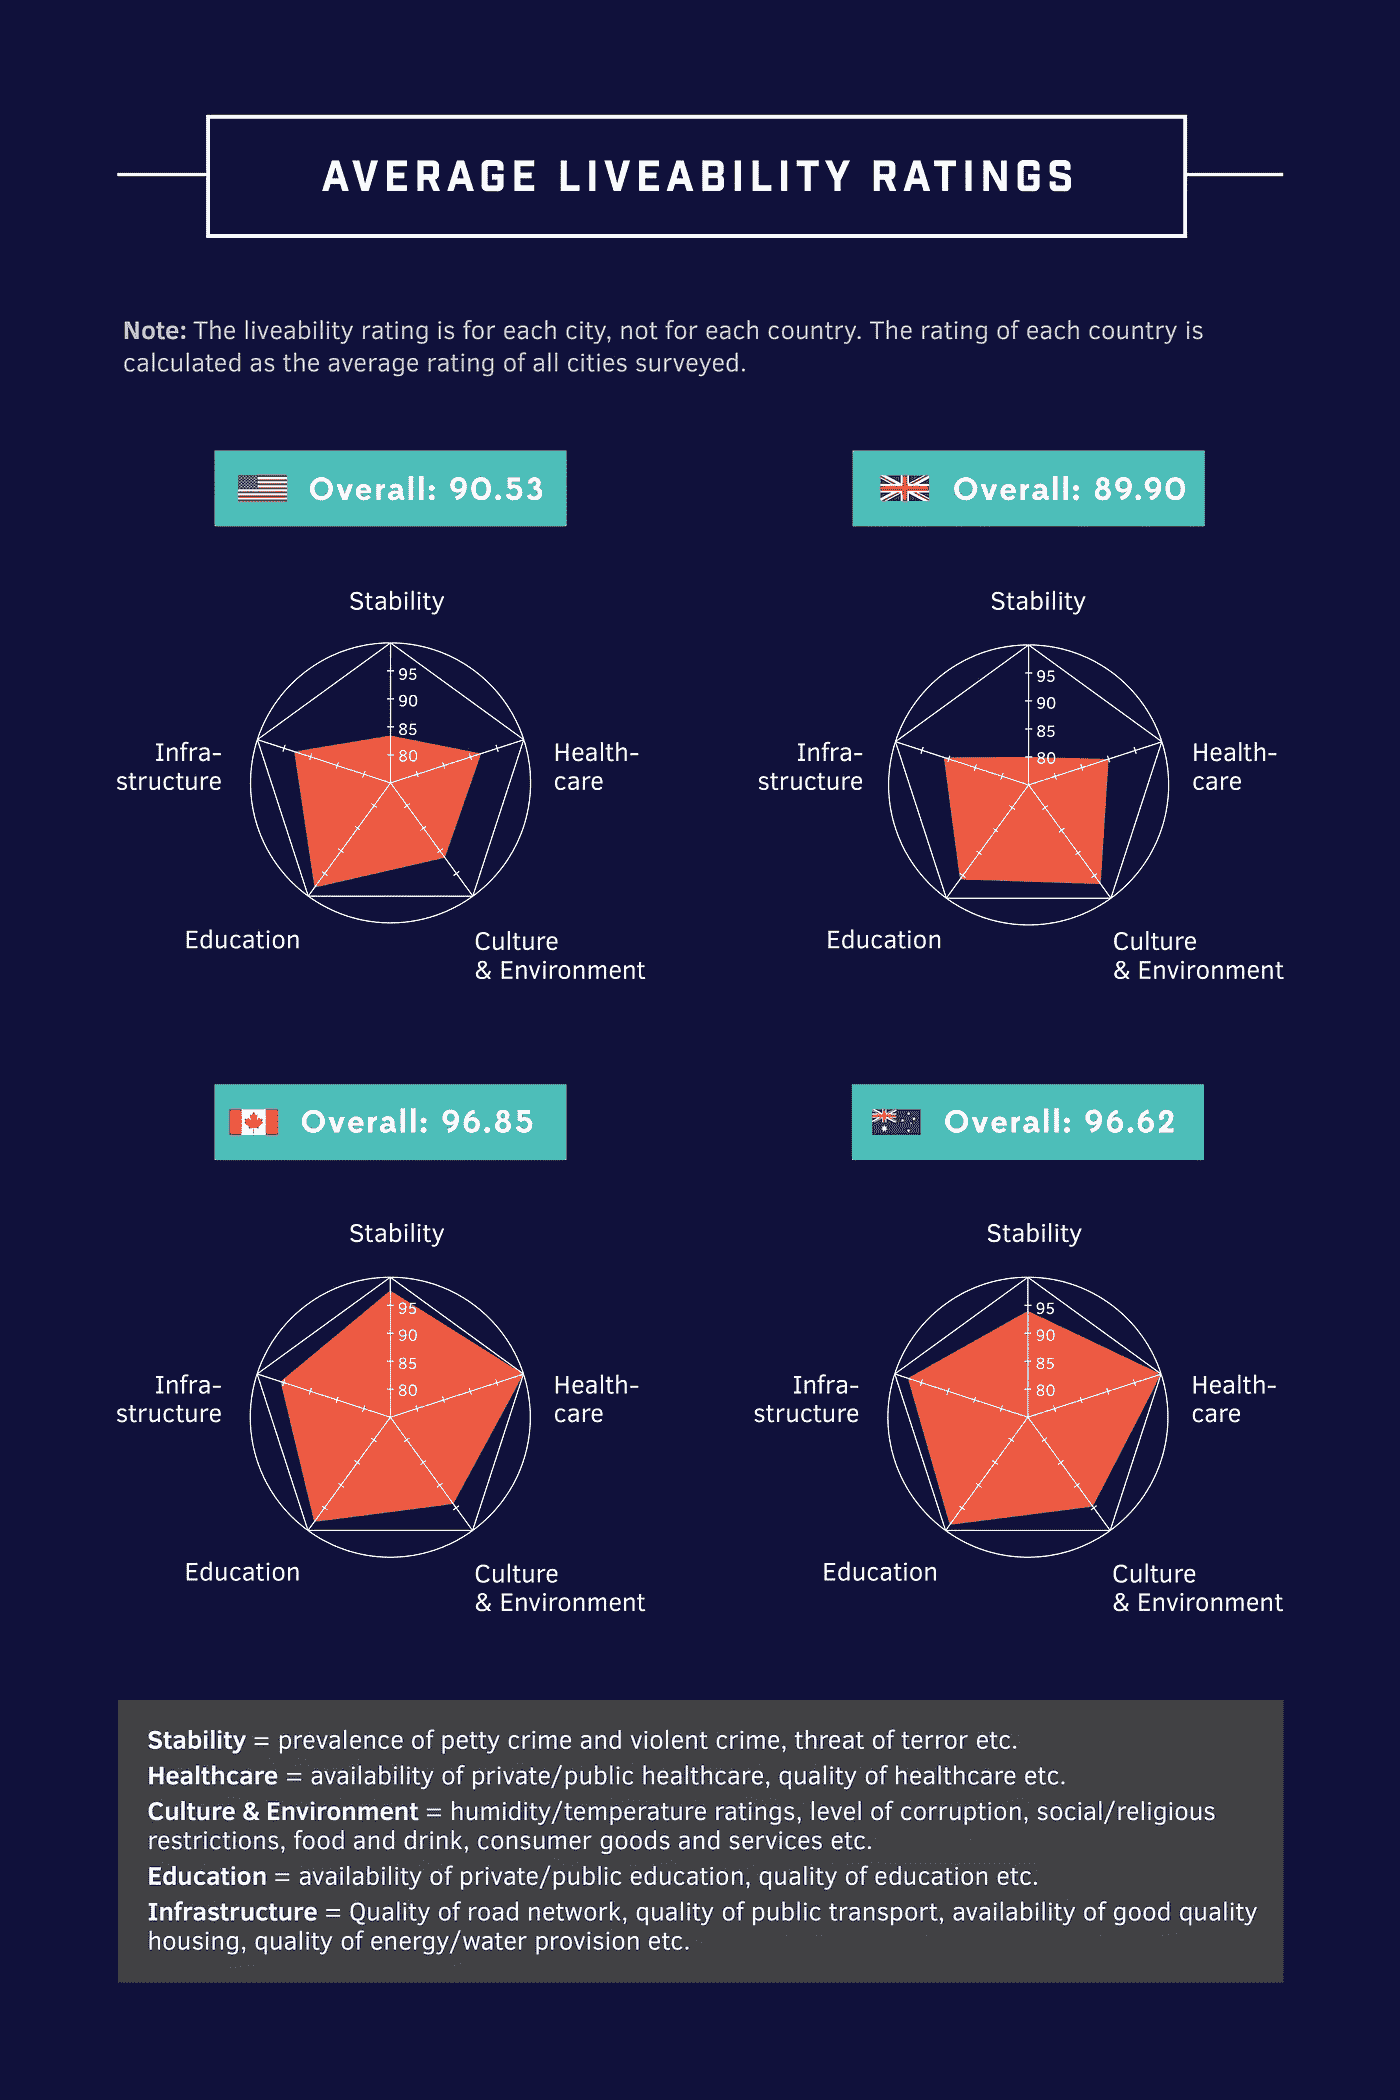 AVERAGE LIVEABILITY RATINGS
Note: The liveability rating is for each city, not for each country. The rating of each country is
calculated as the average rating of all cities surveyed.
Overall: 90.53
Stability
95
90
85
80
Infra-
structure
Health-
care
Education
Culture
& Environment
Overall: 89.90
Stability
95
90
85
80
Infra-
structure
Health-
care
Education
Culture
& Environment
Overall: 96.85
Stability
95
90
85
80
Infra-
structure
Health-
care
Education
Culture
& Environment
Overall: 96.62
Stability
95
90
85
80
Infra-
structure
Health-
care
Education
Culture
& Environment
Stability = prevalence of petty crime and violent crime, threat of terror etc.
Healthcare = availability of private/public healthcare, quality of healthcare etc.
Culture & Environment = humidity/temperature ratings, level of corruption, social/religious
restrictions, food and drink, consumer goods and services etc.
Education = availability of private/public education, quality of education etc.
Infrastructure = Quality of road network, quality of public transport, availability of good quality
housing, quality of energy/water provision etc.